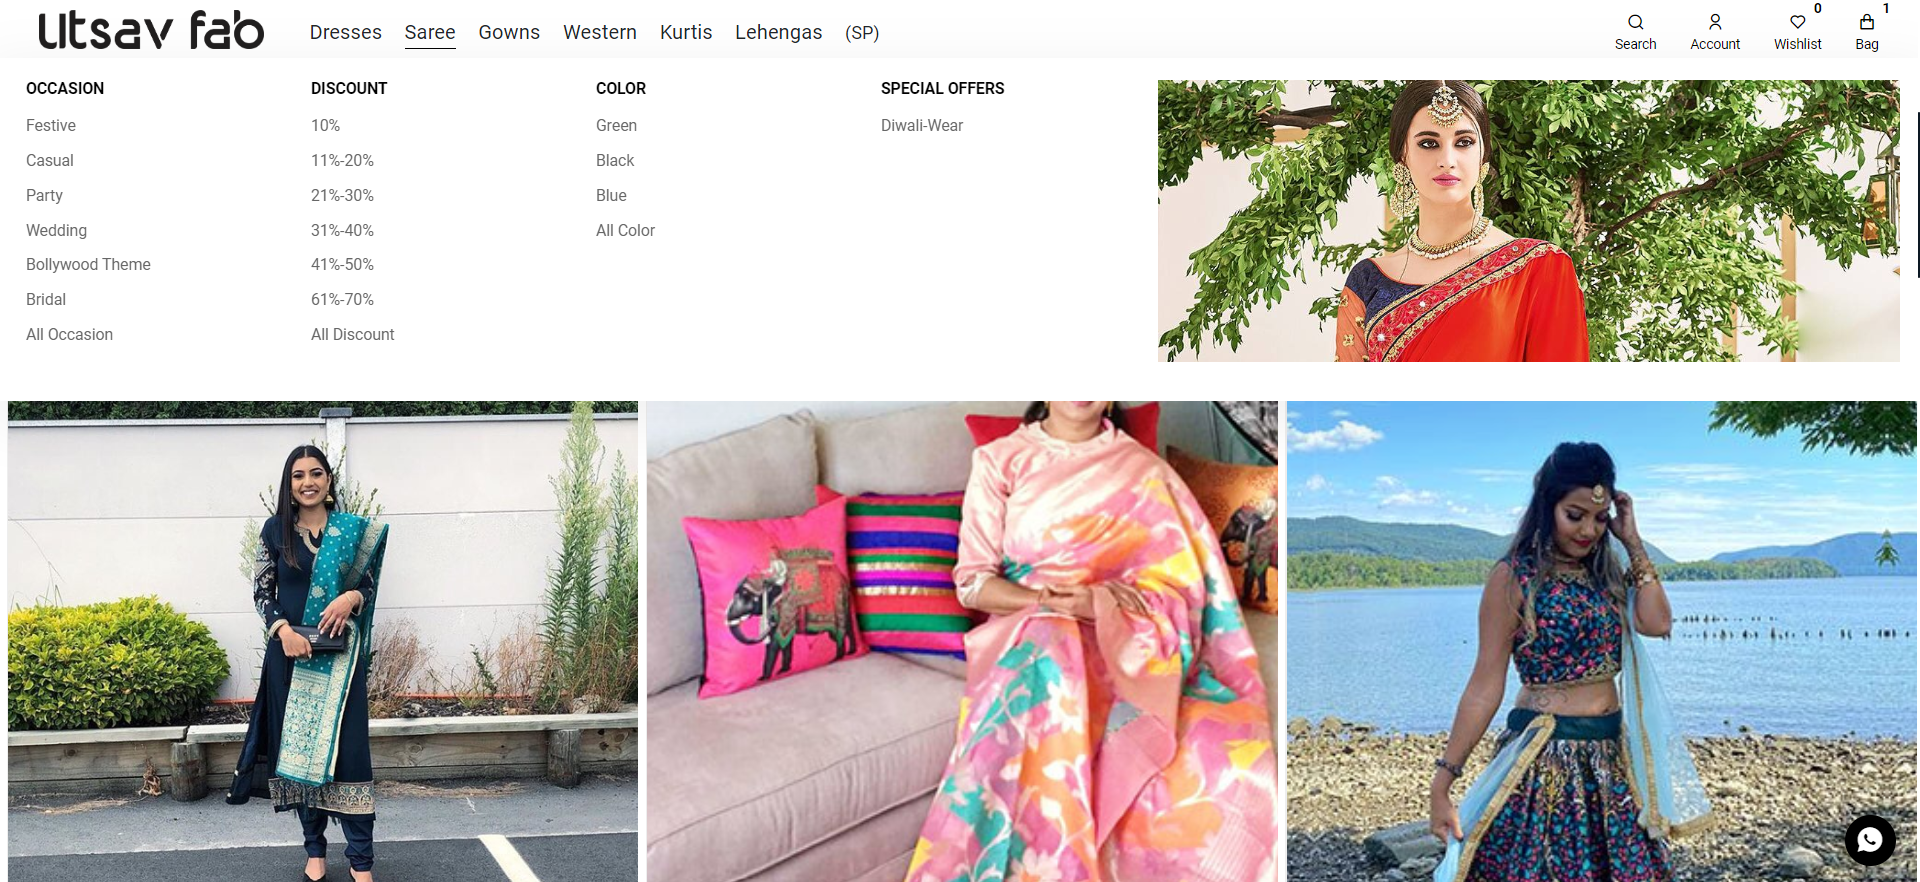 utsav fab
Dresses Saree Gowns Western Kurtis Lehengas (SP)
Search
Account
0
Wishlist
1
Bag
OCCASION
Festive
Casual
Party
Wedding
Bollywood Theme
Bridal
All Occasion
DISCOUNT
10%
11%-20%
21%-30%
31%-40%
41%-50%
61%-70%
All Discount
COLOR
Green
Black
Blue
All Color
SPECIAL OFFERS
Diwali-Wear